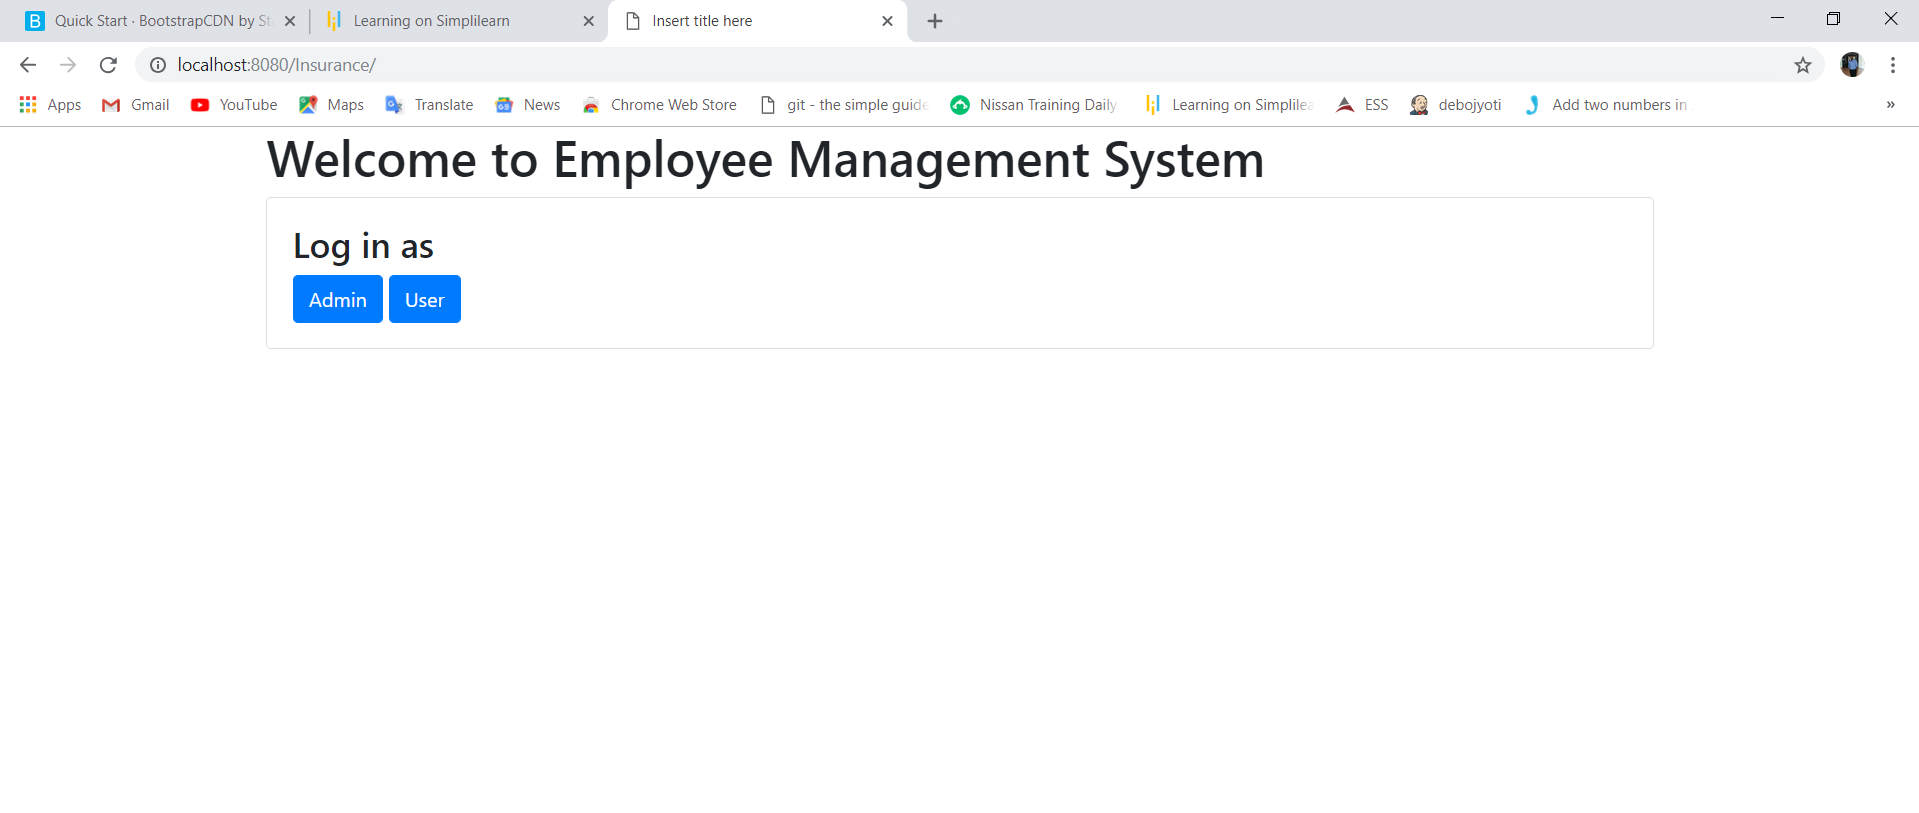 B Quick Start · BootstrapCDN by St
Learning on Simplilearn
Insert title here
localhost:8080/Insurance/
Apps Gmail YouTube Maps Translate News Chrome Web Store git - the simple guide Nissan Training Daily Learning on Simplilea ESS debojyoti Add two numbers in »
Welcome to Employee Management System
Log in as
Admin User